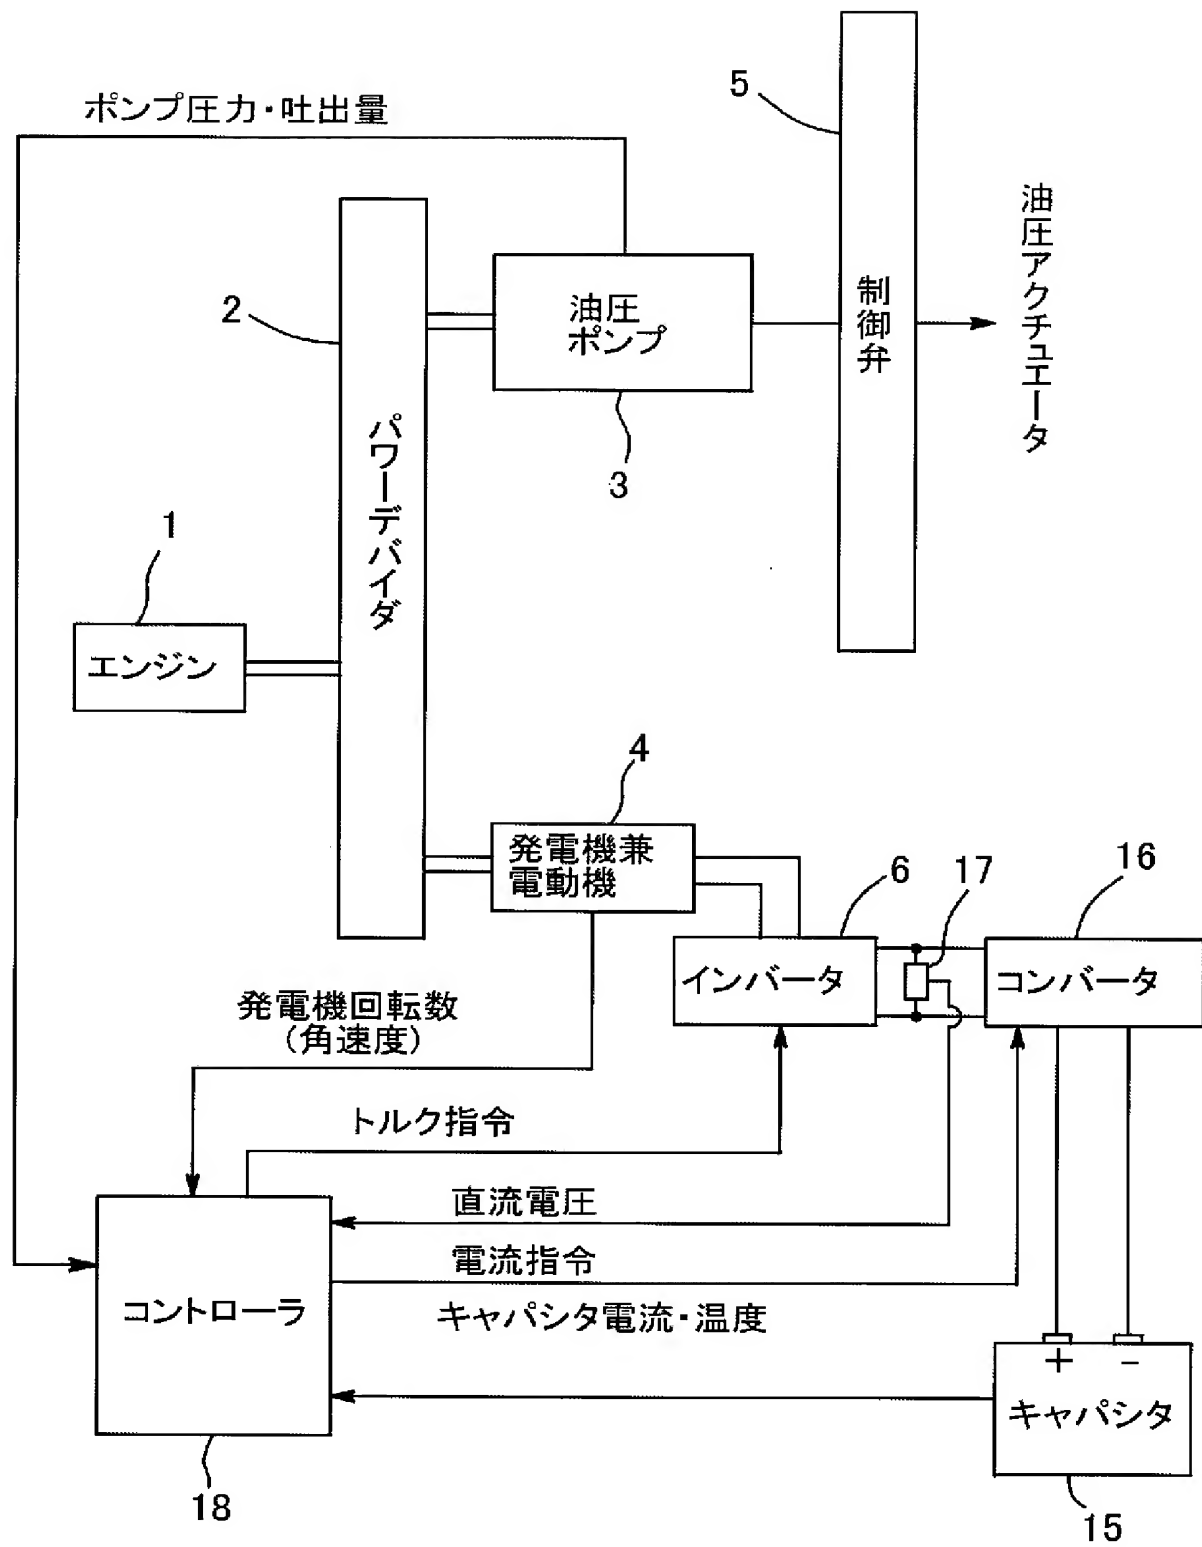 5
ポンプ圧力・吐出量
油圧アクチュエータ
2
油圧
ポンプ
制御弁
3
パワーデバイダ
1
エンジン
4
発電機兼
電動機
6
17
16
インバータ
コンバータ
発電機回転数
(角速度)
トルク指令
直流電圧
電流指令
コントローラ
キャパシタ電流・温度
+ -
キャパシタ
18
15